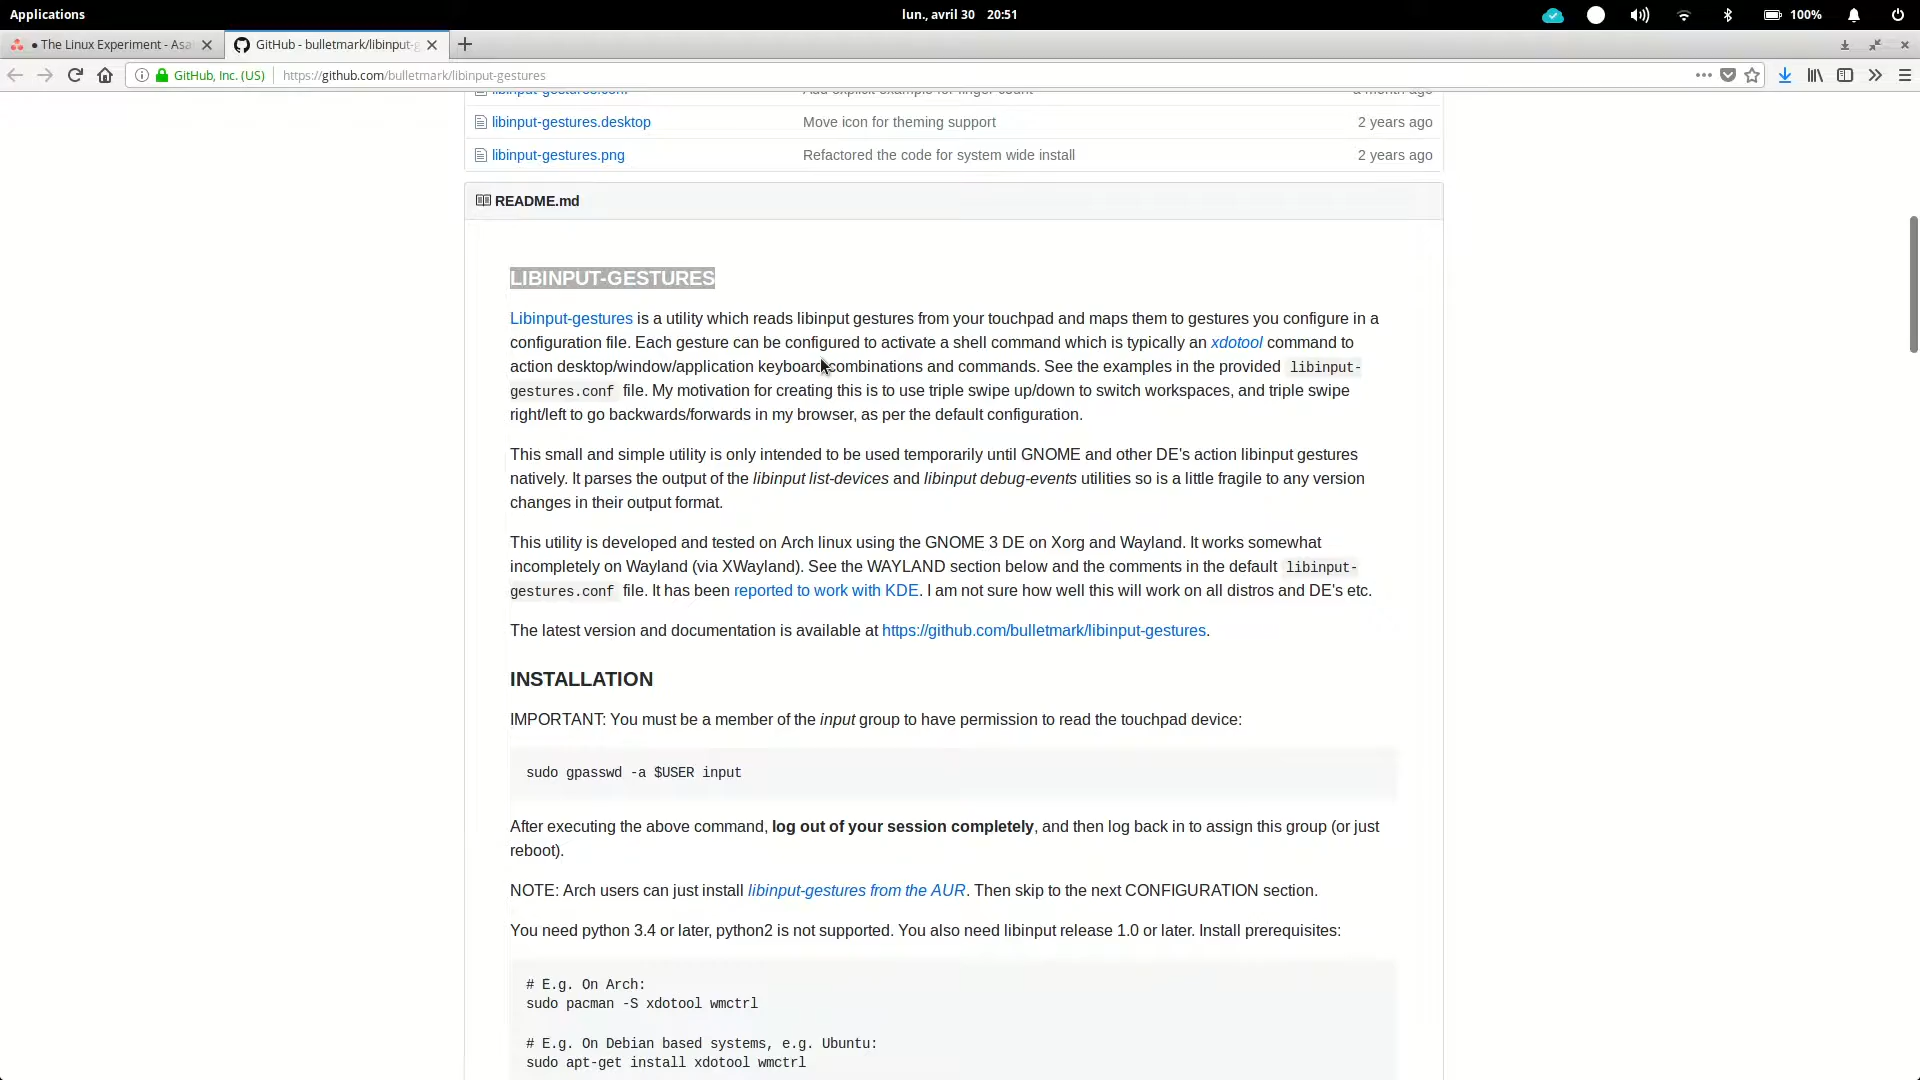 Applications
lun., avril 30 20:51
100%
● The Linux Experiment - Asa
GitHub - bulletmark/libinput-g
GitHub, Inc. (US)
https://github.com/bulletmark/libinput-gestures
libinput-gestures.conf Add explicit example for finger count a month ago
libinput-gestures.desktop Move icon for theming support 2 years ago
libinput-gestures.png Refactored the code for system wide install 2 years ago
README.md
LIBINPUT-GESTURES
Libinput-gestures is a utility which reads libinput gestures from your touchpad and maps them to gestures you configure in a
configuration file. Each gesture can be configured to activate a shell command which is typically an xdotool command to
action desktop/window/application keyboard combinations and commands. See the examples in the provided libinput-
gestures.conf file. My motivation for creating this is to use triple swipe up/down to switch workspaces, and triple swipe
right/left to go backwards/forwards in my browser, as per the default configuration.
This small and simple utility is only intended to be used temporarily until GNOME and other DE's action libinput gestures
natively. It parses the output of the libinput list-devices and libinput debug-events utilities so is a little fragile to any version
changes in their output format.
This utility is developed and tested on Arch linux using the GNOME 3 DE on Xorg and Wayland. It works somewhat
incompletely on Wayland (via XWayland). See the WAYLAND section below and the comments in the default libinput-
gestures.conf file. It has been reported to work with KDE. I am not sure how well this will work on all distros and DE's etc.
The latest version and documentation is available at https://github.com/bulletmark/libinput-gestures.
INSTALLATION
IMPORTANT: You must be a member of the input group to have permission to read the touchpad device:
sudo gpasswd -a $USER input
After executing the above command, log out of your session completely, and then log back in to assign this group (or just
reboot).
NOTE: Arch users can just install libinput-gestures from the AUR. Then skip to the next CONFIGURATION section.
You need python 3.4 or later, python2 is not supported. You also need libinput release 1.0 or later. Install prerequisites:
# E.g. On Arch:
sudo pacman -S xdotool wmctrl
# E.g. On Debian based systems, e.g. Ubuntu:
sudo apt-get install xdotool wmctrl